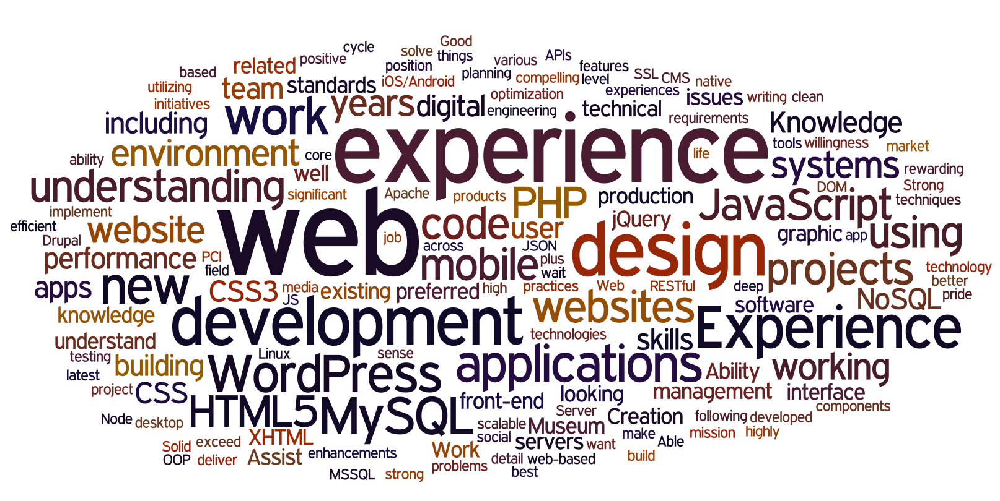 cycle
Good
solve
things
positive
related
based
position
various
APIs
features
planning
utilizing
team
standards
iOS/Android
compelling
level
SSL
CMS
native
initiatives
years
digital
optimization
engineering
experiences
issues
writing
clean
including
work
technical
requirements
Knowledge
environment
core
experience
life
tools
willingness
market
ability
well
systems
rewarding
understanding
significant
Apache
products
PHP
production
JavaScript
DOM
Strong
techniques
implement
efficient
website
web
code
user
jQuery
graphic
app
using
Drupal
job
across
JSON
design
performance
PCI
field
mobile
plus
wait
projects
technology
better
apps
new
CSS3
media
JS
existing
preferred
high
practices
Web
RESTful
deep
software
NoSQL
pride
knowledge
development
websites
Experience
understand
technologies
skills
testing
latest
building
Linux
WordPress
sense
applications
Ability
working
project
CSS
front-end
looking
management
interface
components
Node
desktop
HTML5
MySQL
Server
scalable
Museum
Creation
following
developed
XHTML
exceed
Solid
social
servers
want
make
Able
mission
highly
OOP
deliver
Assist
enhancements
Work
problems
detail
web-based
build
MSSQL
strong
best